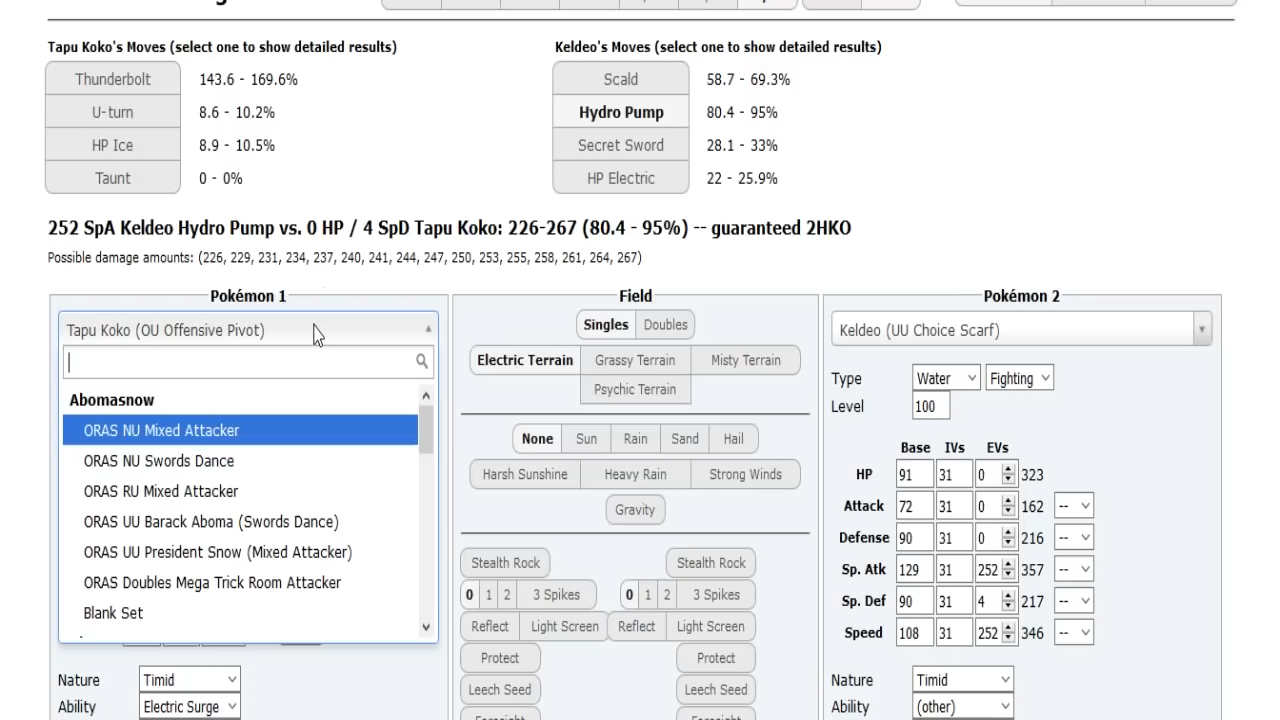 Tapu Koko's Moves (select one to show detailed results)
Keldeo's Moves (select one to show detailed results)
Thunderbolt 143.6 - 169.6%
Scald 58.7 - 69.3%
U-turn 8.6 - 10.2%
Hydro Pump 80.4 - 95%
HP Ice 8.9 - 10.5%
Secret Sword 28.1 - 33%
Taunt 0 - 0%
HP Electric 22 - 25.9%
252 SpA Keldeo Hydro Pump vs. 0 HP / 4 SpD Tapu Koko: 226-267 (80.4 - 95%) -- guaranteed 2HKO
Possible damage amounts: (226, 229, 231, 234, 237, 240, 241, 244, 247, 250, 253, 255, 258, 261, 264, 267)
Pokémon 1
Tapu Koko (OU Offensive Pivot)
Abomasnow
ORAS NU Mixed Attacker
ORAS NU Swords Dance
ORAS RU Mixed Attacker
ORAS UU Barack Aboma (Swords Dance)
ORAS UU President Snow (Mixed Attacker)
ORAS Doubles Mega Trick Room Attacker
Blank Set
Nature Timid
Ability Electric Surge
Field
Singles Doubles
Electric Terrain Grassy Terrain Misty Terrain
Psychic Terrain
None Sun Rain Sand Hail
Harsh Sunshine Heavy Rain Strong Winds
Gravity
Stealth Rock Stealth Rock
0 1 2 3 Spikes 0 1 2 3 Spikes
Reflect Light Screen Reflect Light Screen
Protect Protect
Leech Seed Leech Seed
Foresight Foresight
Pokémon 2
Keldeo (UU Choice Scarf)
Type Water Fighting
Level 100
Base IVs EVs
HP 91 31 0 323
Attack 72 31 0 162 --
Defense 90 31 0 216 --
Sp. Atk 129 31 252 357 --
Sp. Def 90 31 4 217 --
Speed 108 31 252 346 --
Nature Timid
Ability (other)